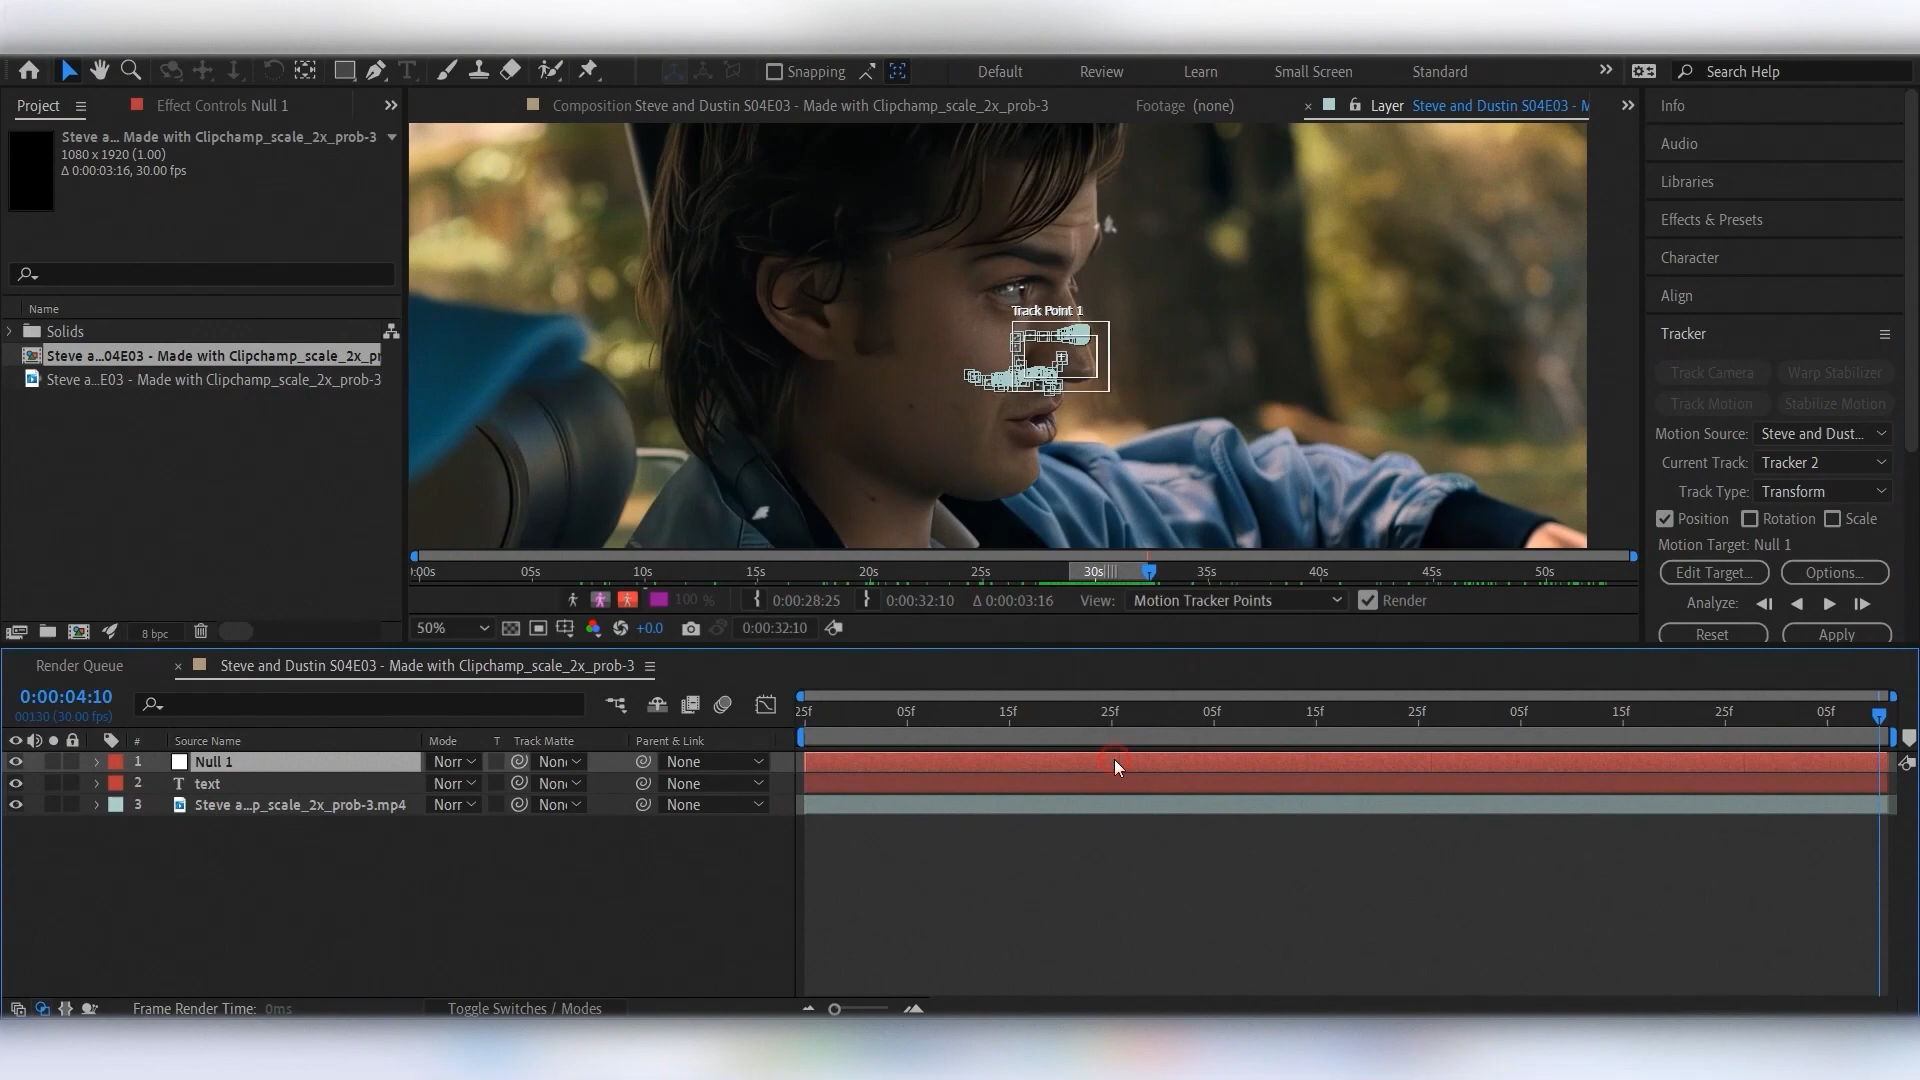 Snapping
Default
Review
Learn
Small Screen
Standard
Search Help
Project
Effect Controls Null 1
Composition Steve and Dustin S04E03 - Made with Clipchamp_scale_2x_prob-3
Footage (none)
Layer Steve and Dustin S04E03 - M
Steve a... Made with Clipchamp_scale_2x_prob-3
1080 x 1920 (1.00)
Δ 0:00:03:16, 30.00 fps
Name
Solids
Steve a...04E03 - Made with Clipchamp_scale_2x_pr
Steve a...E03 - Made with Clipchamp_scale_2x_prob-3
8 bpc
Track Point 1
:00s 05s 10s 15s 20s 25s 30s 35s 40s 45s 50s
100 %
0:00:28:25
0:00:32:10
Δ 0:00:03:16
View: Motion Tracker Points
Render
50%
+0.0
0:00:32:10
Info
Audio
Libraries
Effects & Presets
Character
Align
Tracker
Track Camera
Warp Stabilizer
Track Motion
Stabilize Motion
Motion Source: Steve and Dust...
Current Track: Tracker 2
Track Type: Transform
Position
Rotation
Scale
Motion Target: Null 1
Edit Target...
Options...
Analyze:
Reset
Apply
Render Queue
Steve and Dustin S04E03 - Made with Clipchamp_scale_2x_prob-3
0:00:04:10
00130 (30.00 fps)
25f 05f 15f 25f 05f 15f 25f 05f 15f 25f 05f
# Source Name Mode T Track Matte Parent & Link
1 Null 1 Norr Non None
2 T text Norr Non None
3 Steve a...p_scale_2x_prob-3.mp4 Norr Non None
Frame Render Time: 0ms
Toggle Switches / Modes